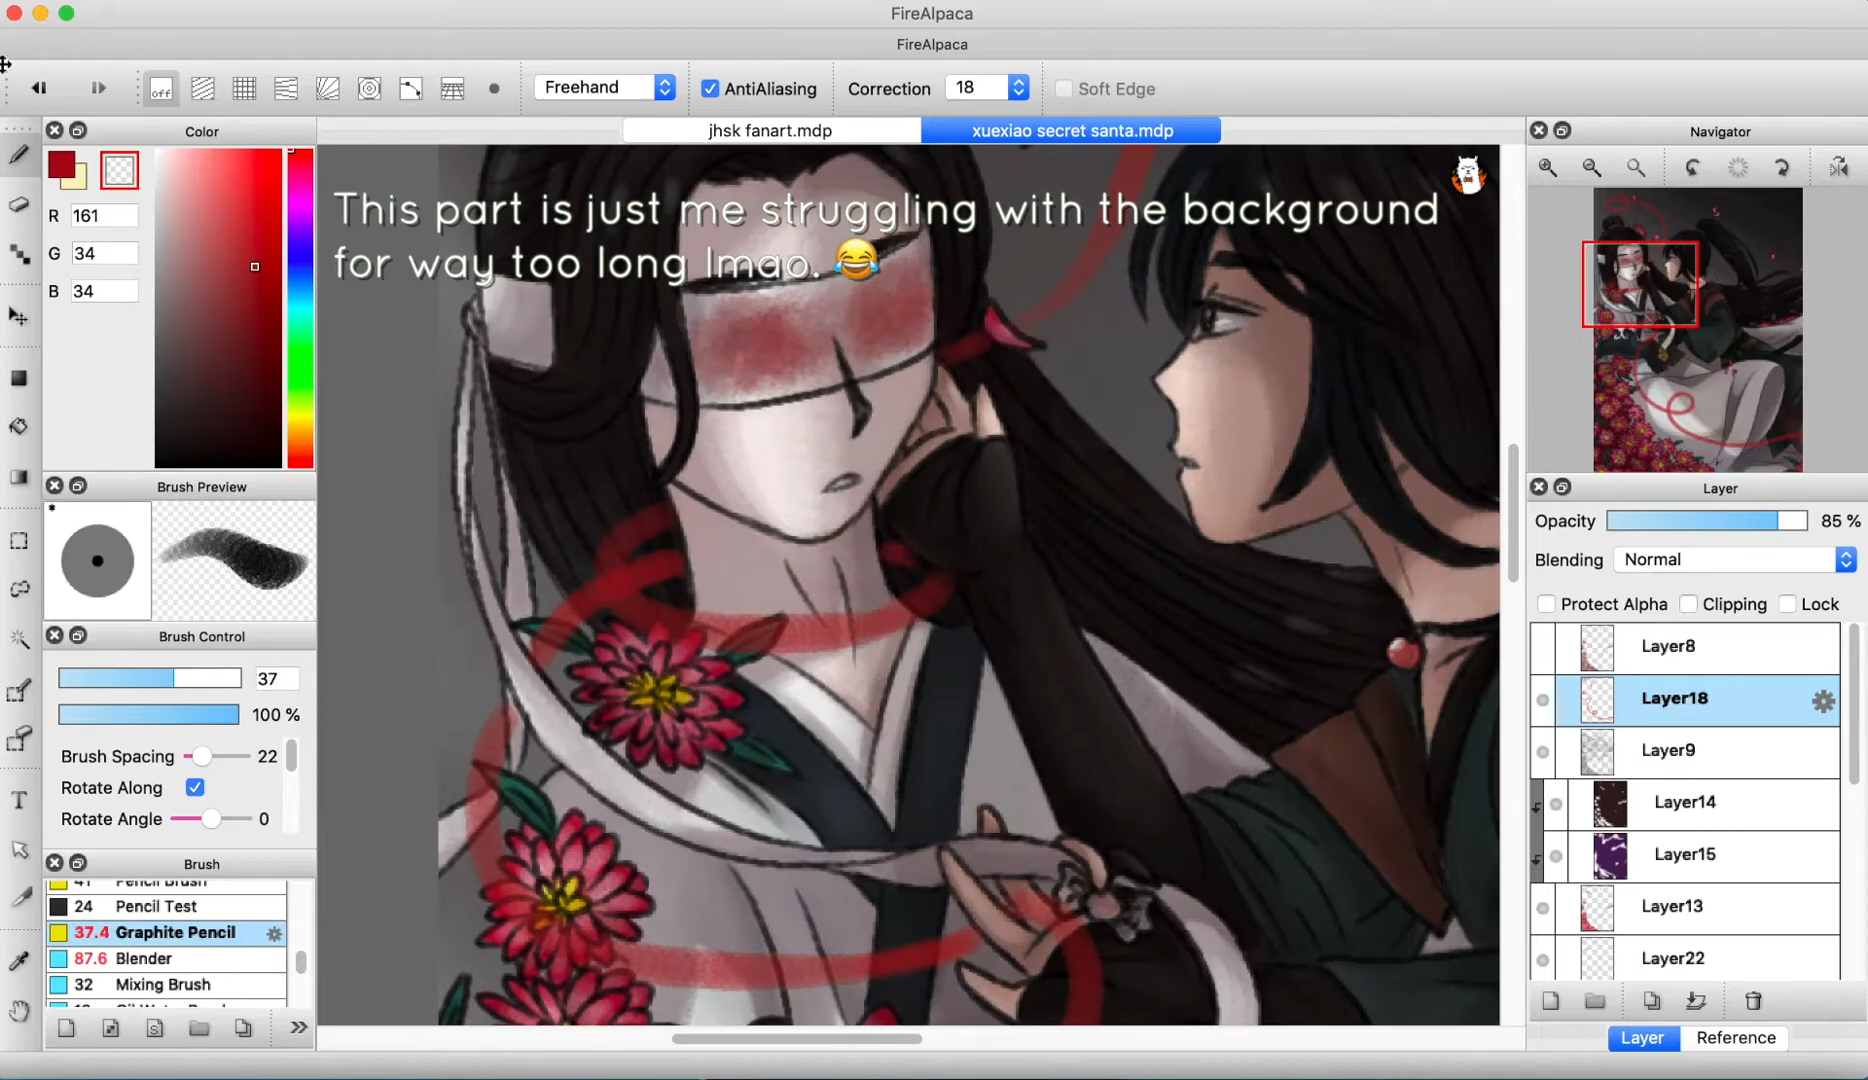 FireAlpaca
FireAlpaca
off
Freehand
AntiAliasing
Correction
18
Soft Edge
Color
jhsk fanart.mdp
xuexiao secret santa.mdp
Navigator
R 161
G 34
B 34
This part is just me struggling with the background
for way too long lmao. 😂
Brush Preview
Brush Control
37
100 %
Brush Spacing 22
Rotate Along
Rotate Angle 0
Brush
41 Pencil Brush
24 Pencil Test
37.4 Graphite Pencil
87.6 Blender
32 Mixing Brush
Layer
Opacity 85 %
Blending Normal
Protect Alpha Clipping Lock
Layer8
Layer18
Layer9
Layer14
Layer15
Layer13
Layer22
Layer Reference